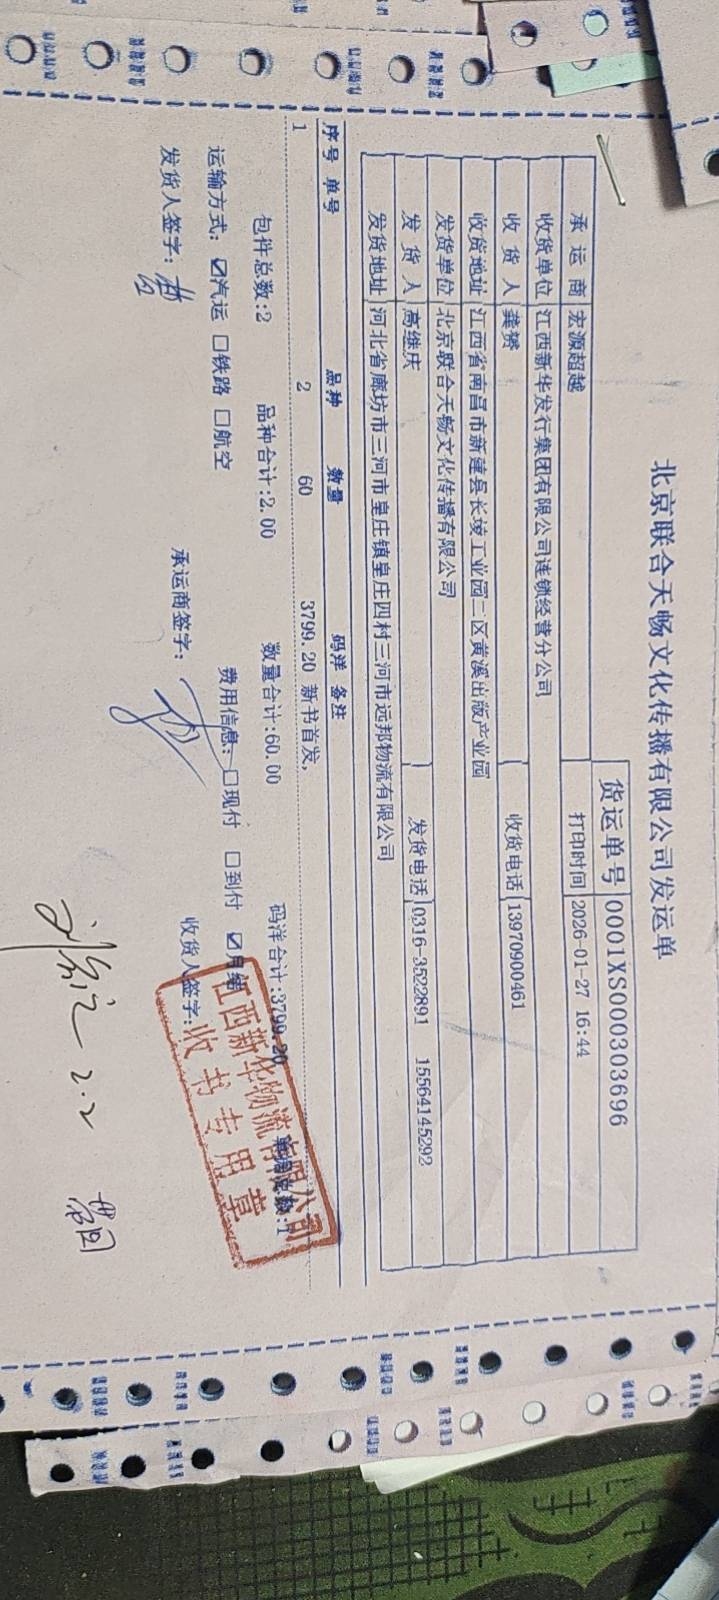 北京联合天畅文化传播有限公司发运单
货运单号 0001XS000303696
承运商 宏源超越 打印时间 2026-01-27 16:44
收货单位 江西新华发行集团有限公司连锁经营分公司
收货人 龚赟 收货电话 13970900461
收货地址 江西省南昌市新建县长堎工业园二区黄溪出版产业园
发货单位 北京联合天畅文化传播有限公司
发货人 高继庆 发货电话 0316-3522891 15564145292
发货地址 河北省廊坊市三河市皇庄镇皇庄四村三河市远邦物流有限公司
序号 单号 品种 数量 码洋 备注
1 2 60 3799.20 新书首发,
包件总数:2 品种合计:2.00 数量合计:60.00 码洋合计:3799.20
运输方式: ☑汽运 □铁路 □航空 费用信息: □现付 □到付 ☑月结
发货人签字: 承运商签字: 收货人签字:
江西新华物流有限公司
收书专用章
2.2